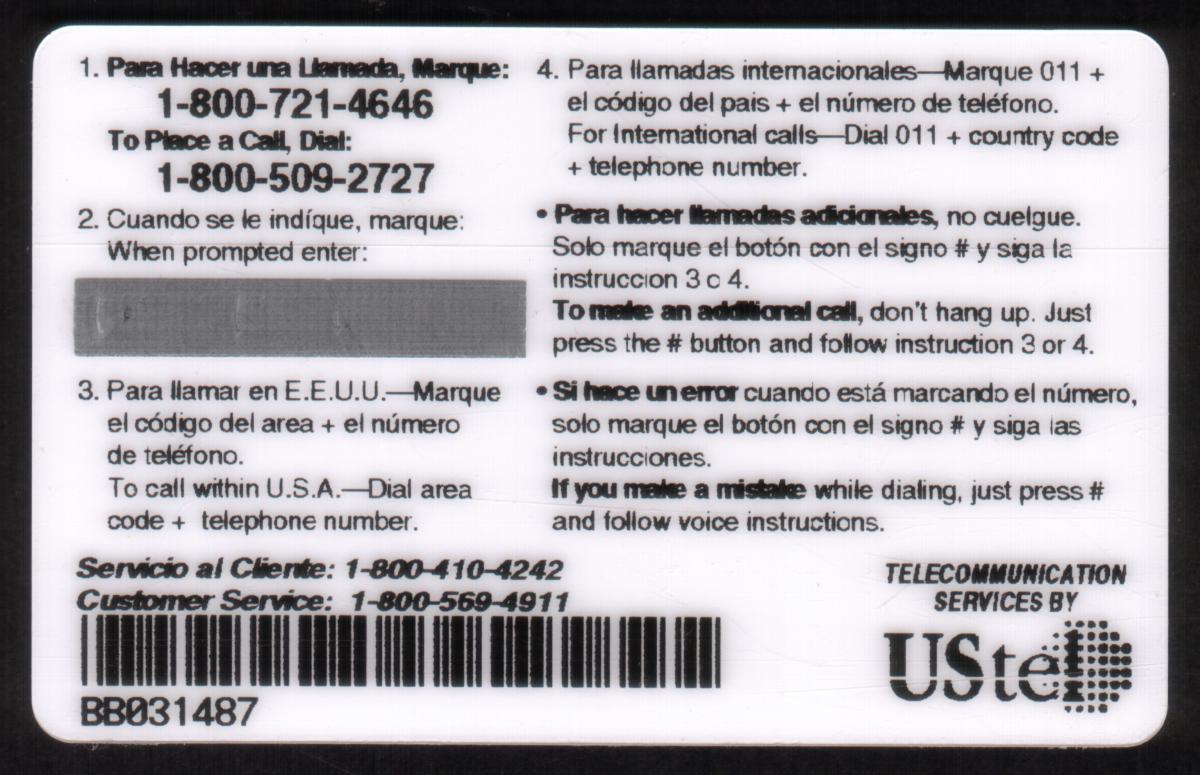 1. Para Hacer una Llamada, Marque:
1-800-721-4646
To Place a Call, Dial:
1-800-509-2727
2. Cuando se le indíque, marque:
When prompted enter:
3. Para llamar en E.E.U.U.—Marque
el código del area + el número
de teléfono.
To call within U.S.A.—Dial area
code + telephone number.
4. Para llamadas internacionales—Marque 011 +
el código del pais + el número de teléfono.
For International calls—Dial 011 + country code
+ telephone number.
• Para hacer llamadas adicionales, no cuelgue.
Solo marque el botón con el signo # y siga la
instruccion 3 o 4.
To make an additional call, don't hang up. Just
press the # button and follow instruction 3 or 4.
• Si hace un error cuando está marcando el número,
solo marque el botón con el signo # y siga las
instrucciones.
If you make a mistake while dialing, just press #
and follow voice instructions.
Servicio al Cliente: 1-800-410-4242
Customer Service: 1-800-569-4911
BB031487
TELECOMMUNICATION
SERVICES BY
UStel